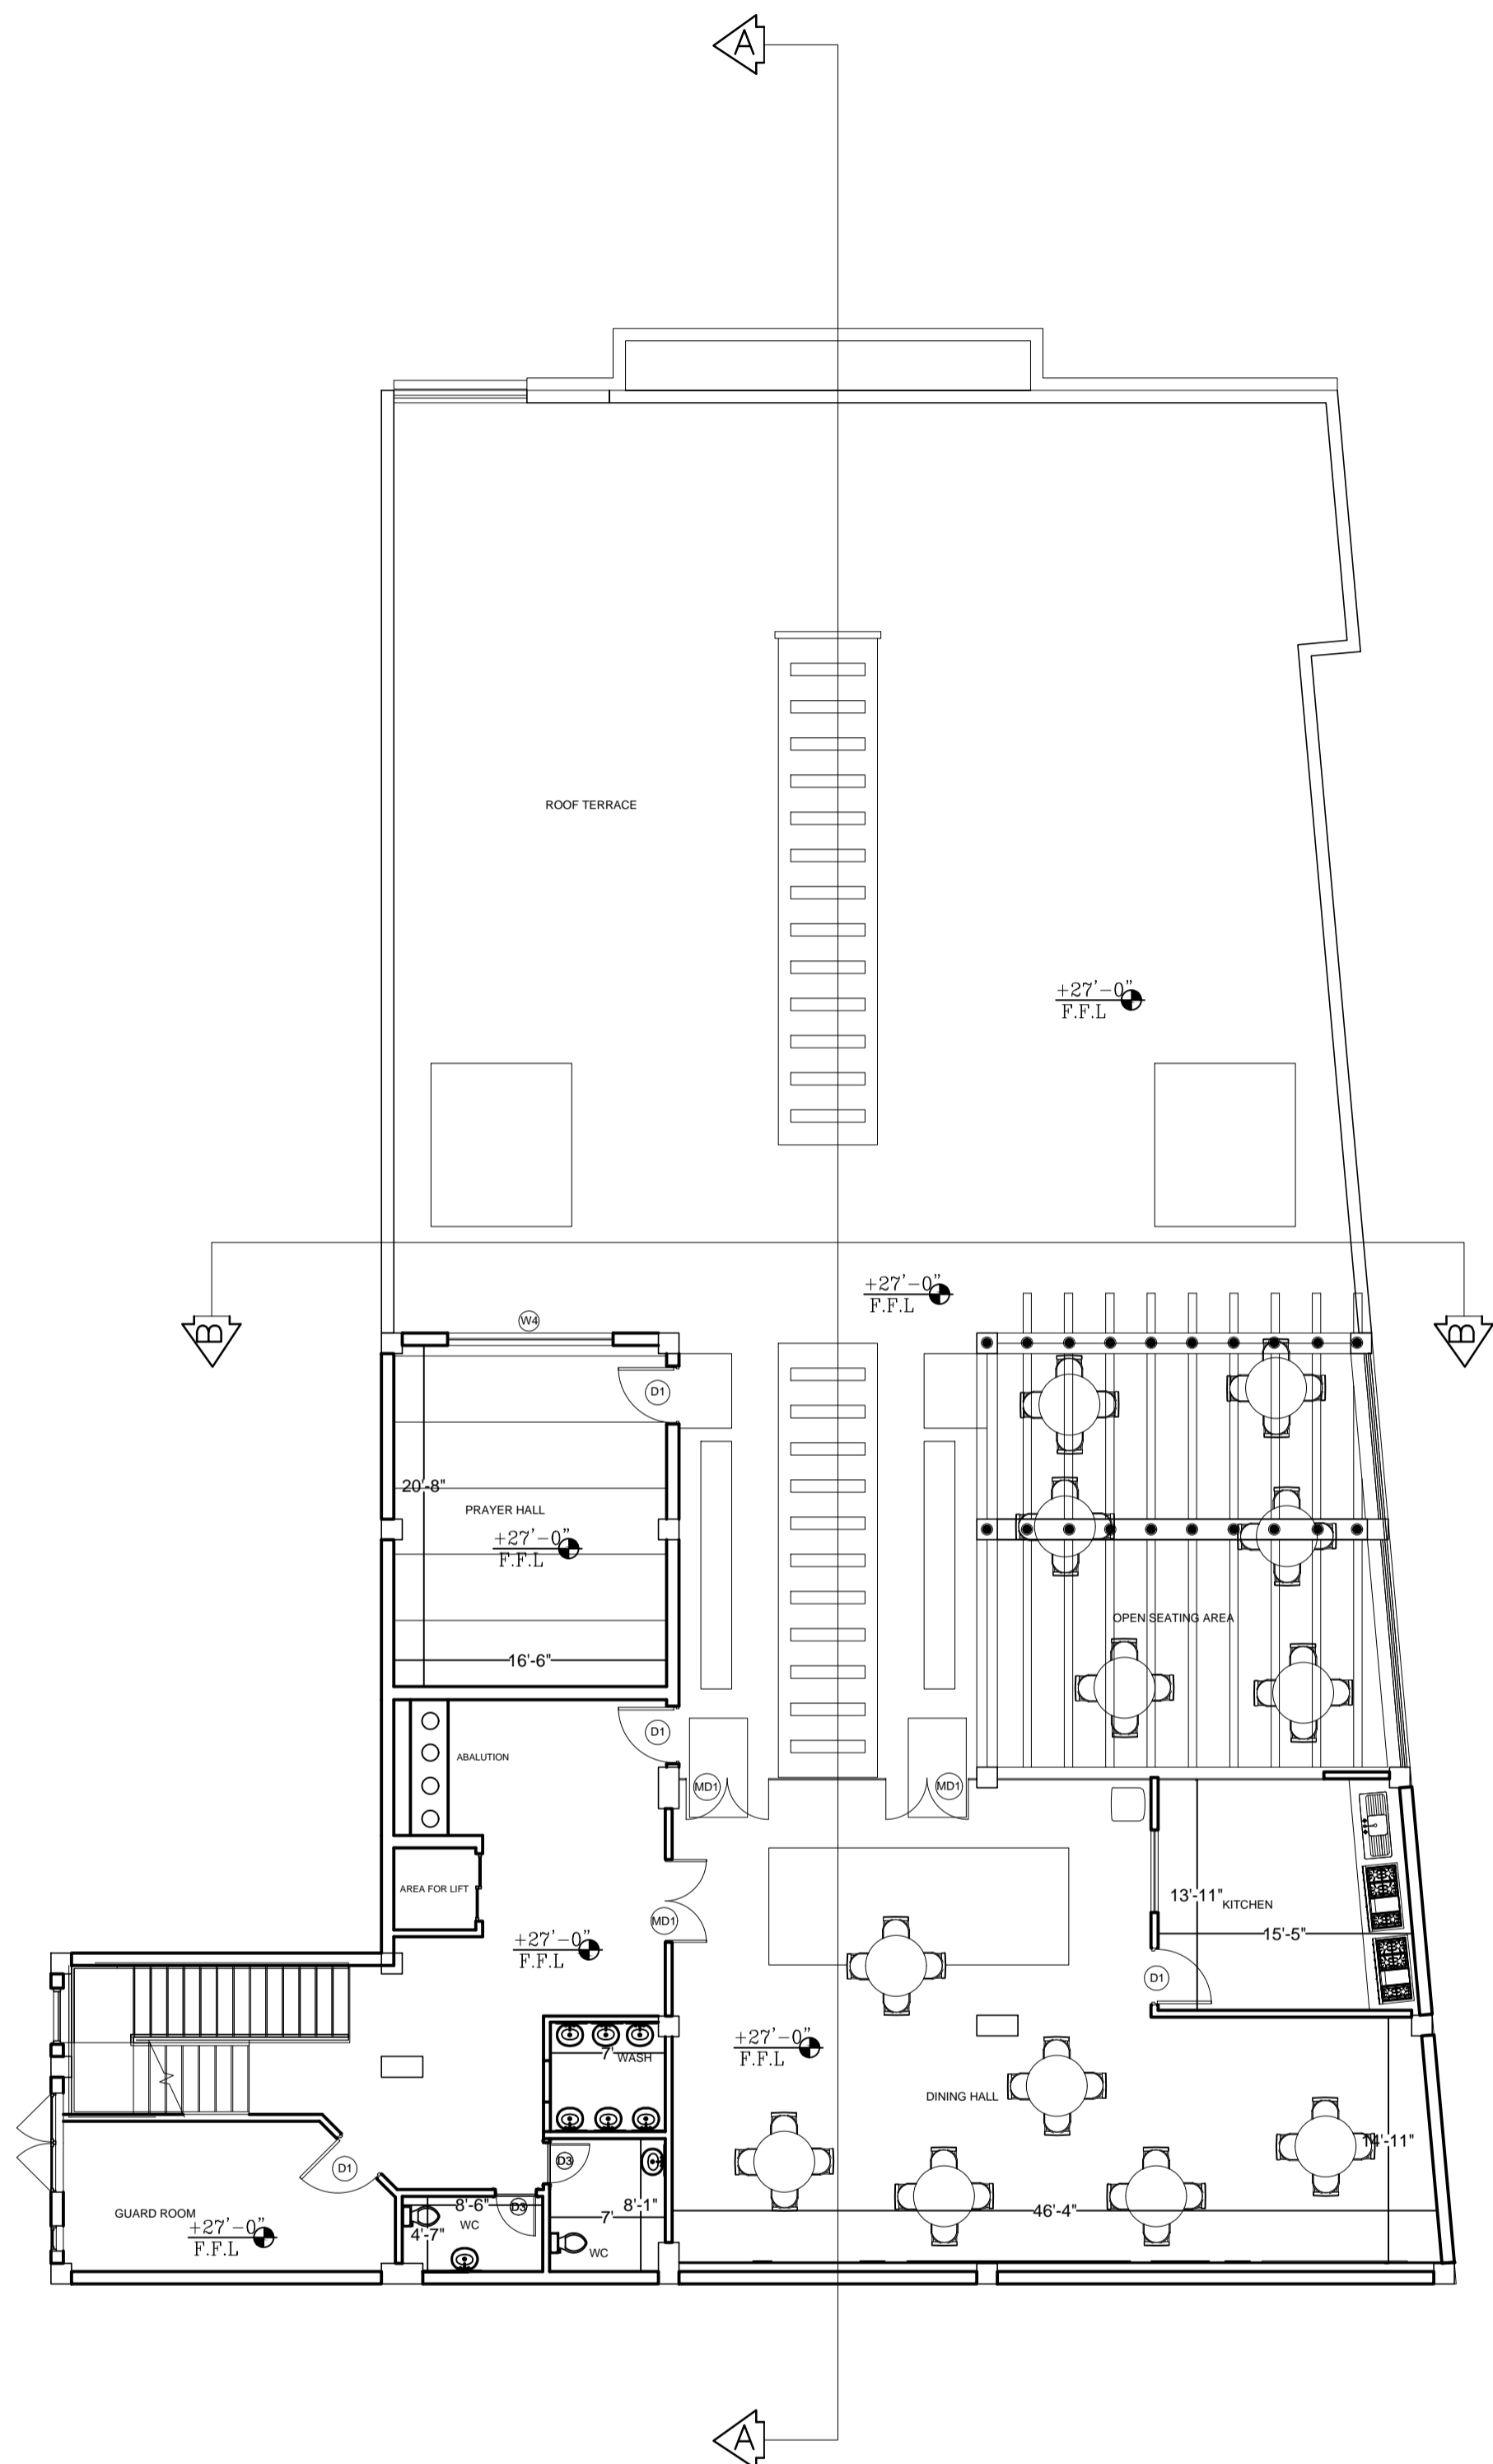 A
ROOF TERRACE
+27'-0"
F.F.L
+27'-0"
F.F.L
B
W4
B
D1
20'-8"
PRAYER HALL
+27'-0"
F.F.L
OPEN SEATING AREA
16'-6"
D1
ABALUTION
MD1
MD1
AREA FOR LIFT
13'-11"
KITCHEN
MD1
15'-5"
+27'-0"
F.F.L
D1
+27'-0"
F.F.L
7'
WASH
DINING HALL
14'-11"
D3
D1
8'-6"
D3
8'-1"
46'-4"
GUARD ROOM
7'
WC
4'-7"
+27'-0"
F.F.L
WC
A